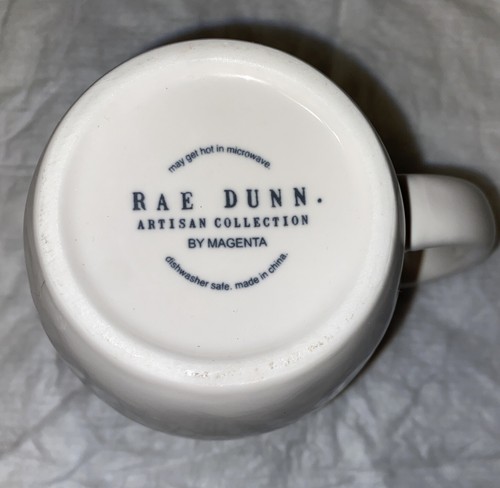 may get hot in microwave.
RAE DUNN.
ARTISAN COLLECTION
BY MAGENTA
dishwasher safe. made in china.